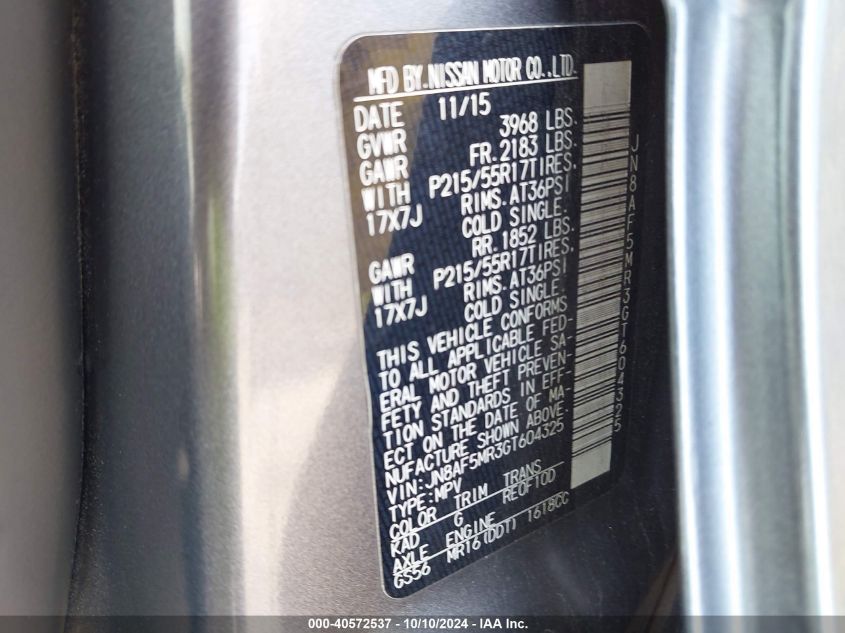 MFD BY.NISSAN MOTOR CO.,LTD.
DATE 11/15
GVWR 3968 LBS.
GAWR FR. 2183 LBS.
WITH P215/55R17TIRES,
17X7J RIMS. AT36PSI
COLD SINGLE.
GAWR RR. 1852 LBS.
WITH P215/55R17TIRES,
17X7J RIMS. AT36PSI
COLD SINGLE.
THIS VEHICLE CONFORMS
TO ALL APPLICABLE FED-
ERAL MOTOR VEHICLE SA-
FETY AND THEFT PREVEN-
TION STANDARDS IN EFF-
ECT ON THE DATE OF MA-
NUFACTURE SHOWN ABOVE.
VIN:JN8AF5MR3GT604325
TYPE:MPV
COLOR TRIM TRANS
KAD G RE0F10D
AXLE ENGINE
GS56 MR16(DDT) 1618CC
JN8AF5MR3GT604325
000-40572537 - 10/10/2024 - IAA Inc.